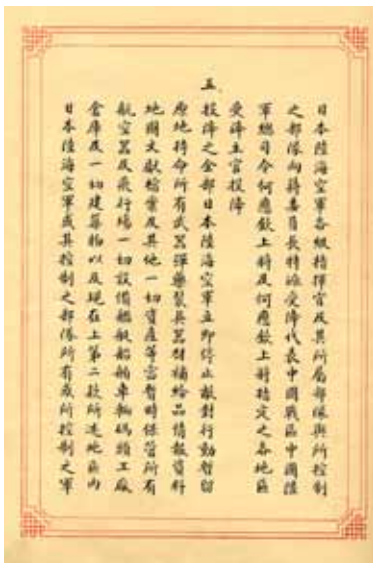 日本陸海空軍各級指揮官及其所屬部隊與所控制
之部隊向蔣委員長特派受降代表中國戰區中國陸
軍總司令何應欽上將及何應欽上將指定之各地區
受降主官投降
五、
投降之全部日本陸海空軍立即停止敵對行動暫留
原地待命所有武器彈藥裝具器材補給品情報資料
地圖文獻檔案及其他一切資產等當暫時保管所有
航空器及飛行場一切設備艦艇船舶車輛碼頭工廠
倉庫及一切建築物以及現在上第二款所述地區內
日本陸海空軍或其控制之部隊所有或所控制之軍